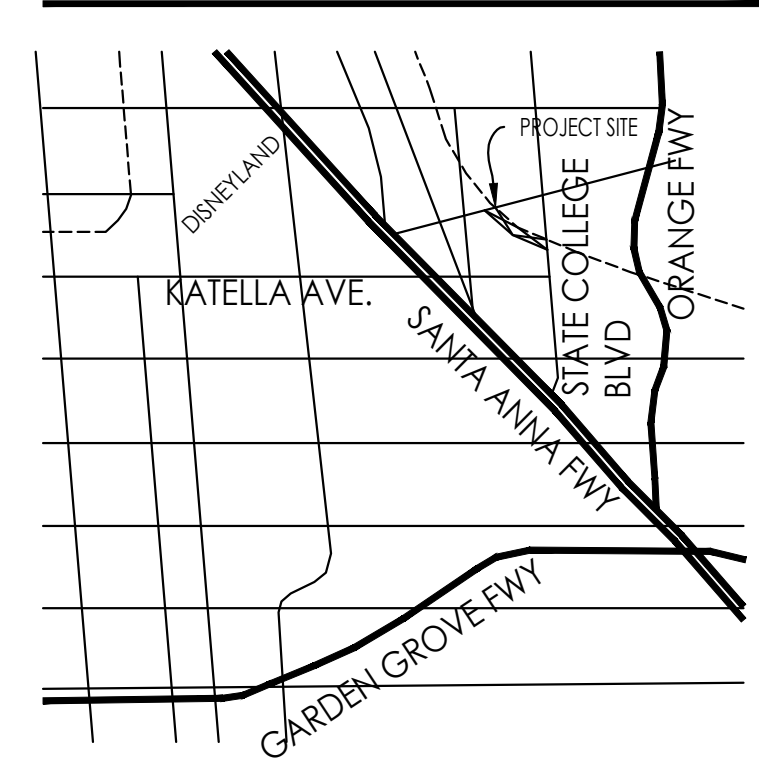 PROJECT SITE
DISNEYLAND
STATE COLLEGE
BLVD
ORANGE FWY
KATELLA AVE.
SANTA ANNA FWY
GARDEN GROVE FWY